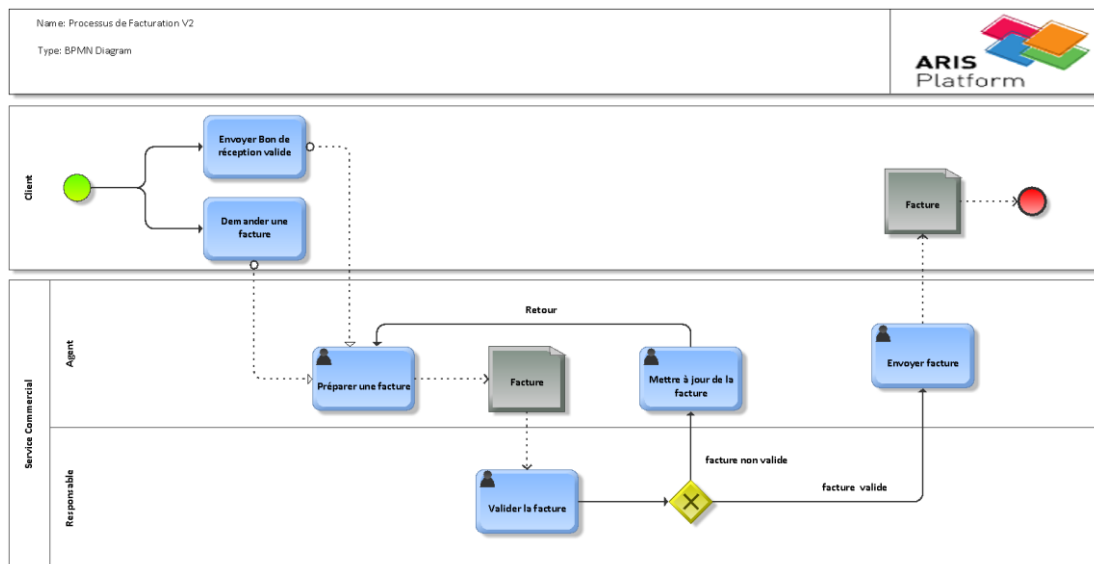 Name: Processus de Facturation V2
Type: BPMN Diagram
ARIS
Platform
Client
Envoyer Bon de
réception valide
Demander une
facture
Facture
Service Commercial
Agent
Retour
Préparer une facture
Facture
Mettre à jour de la
facture
Envoyer facture
Responsable
facture non valide
facture valide
Valider la facture